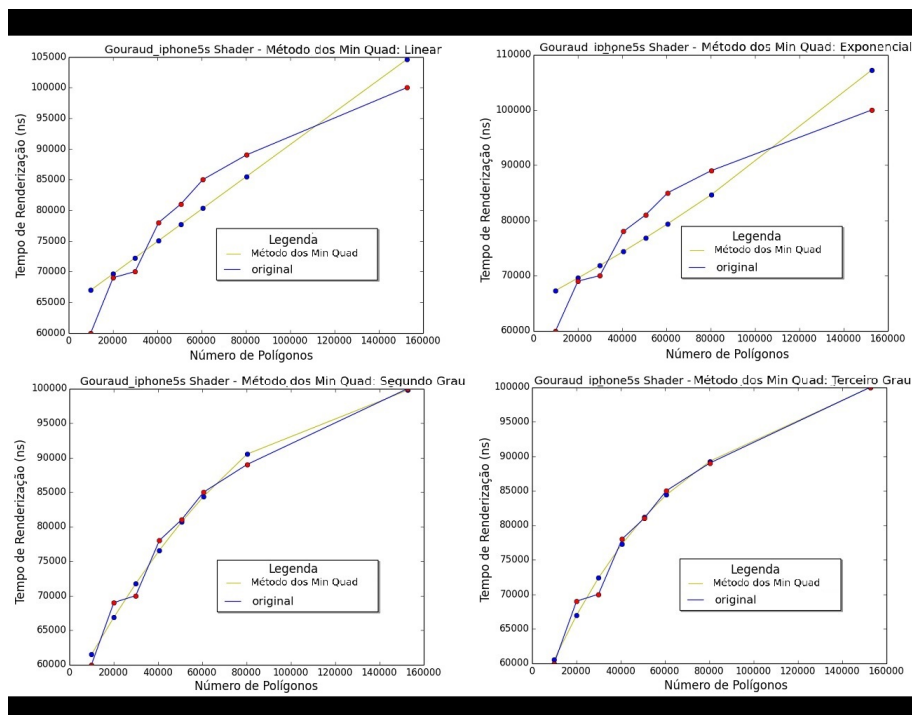 Gouraud_iphone5s Shader - Método dos Min Quad: Linear
Tempo de Renderização (ns)
105000
100000
95000
90000
85000
80000
75000
70000
65000
60000
Legenda
Método dos Min Quad
original
0 20000 40000 60000 80000 100000 120000 140000 160000
Número de Polígonos
Gouraud_iphone5s Shader - Método dos Min Quad: Exponencial
Tempo de Renderização (ns)
110000
100000
90000
80000
70000
60000
Legenda
Método dos Min Quad
original
0 20000 40000 60000 80000 100000 120000 140000 160000
Número de Polígonos
Gouraud_iphone5s Shader - Método dos Min Quad: Segundo Grau
Tempo de Renderização (ns)
100000
95000
90000
85000
80000
75000
70000
65000
60000
Legenda
Método dos Min Quad
original
0 20000 40000 60000 80000 100000 120000 140000 160000
Número de Polígonos
Gouraud_iphone5s Shader - Método dos Min Quad: Terceiro Grau
Tempo de Renderização (ns)
100000
95000
90000
85000
80000
75000
70000
65000
60000
Legenda
Método dos Min Quad
original
0 20000 40000 60000 80000 100000 120000 140000 160000
Número de Polígonos